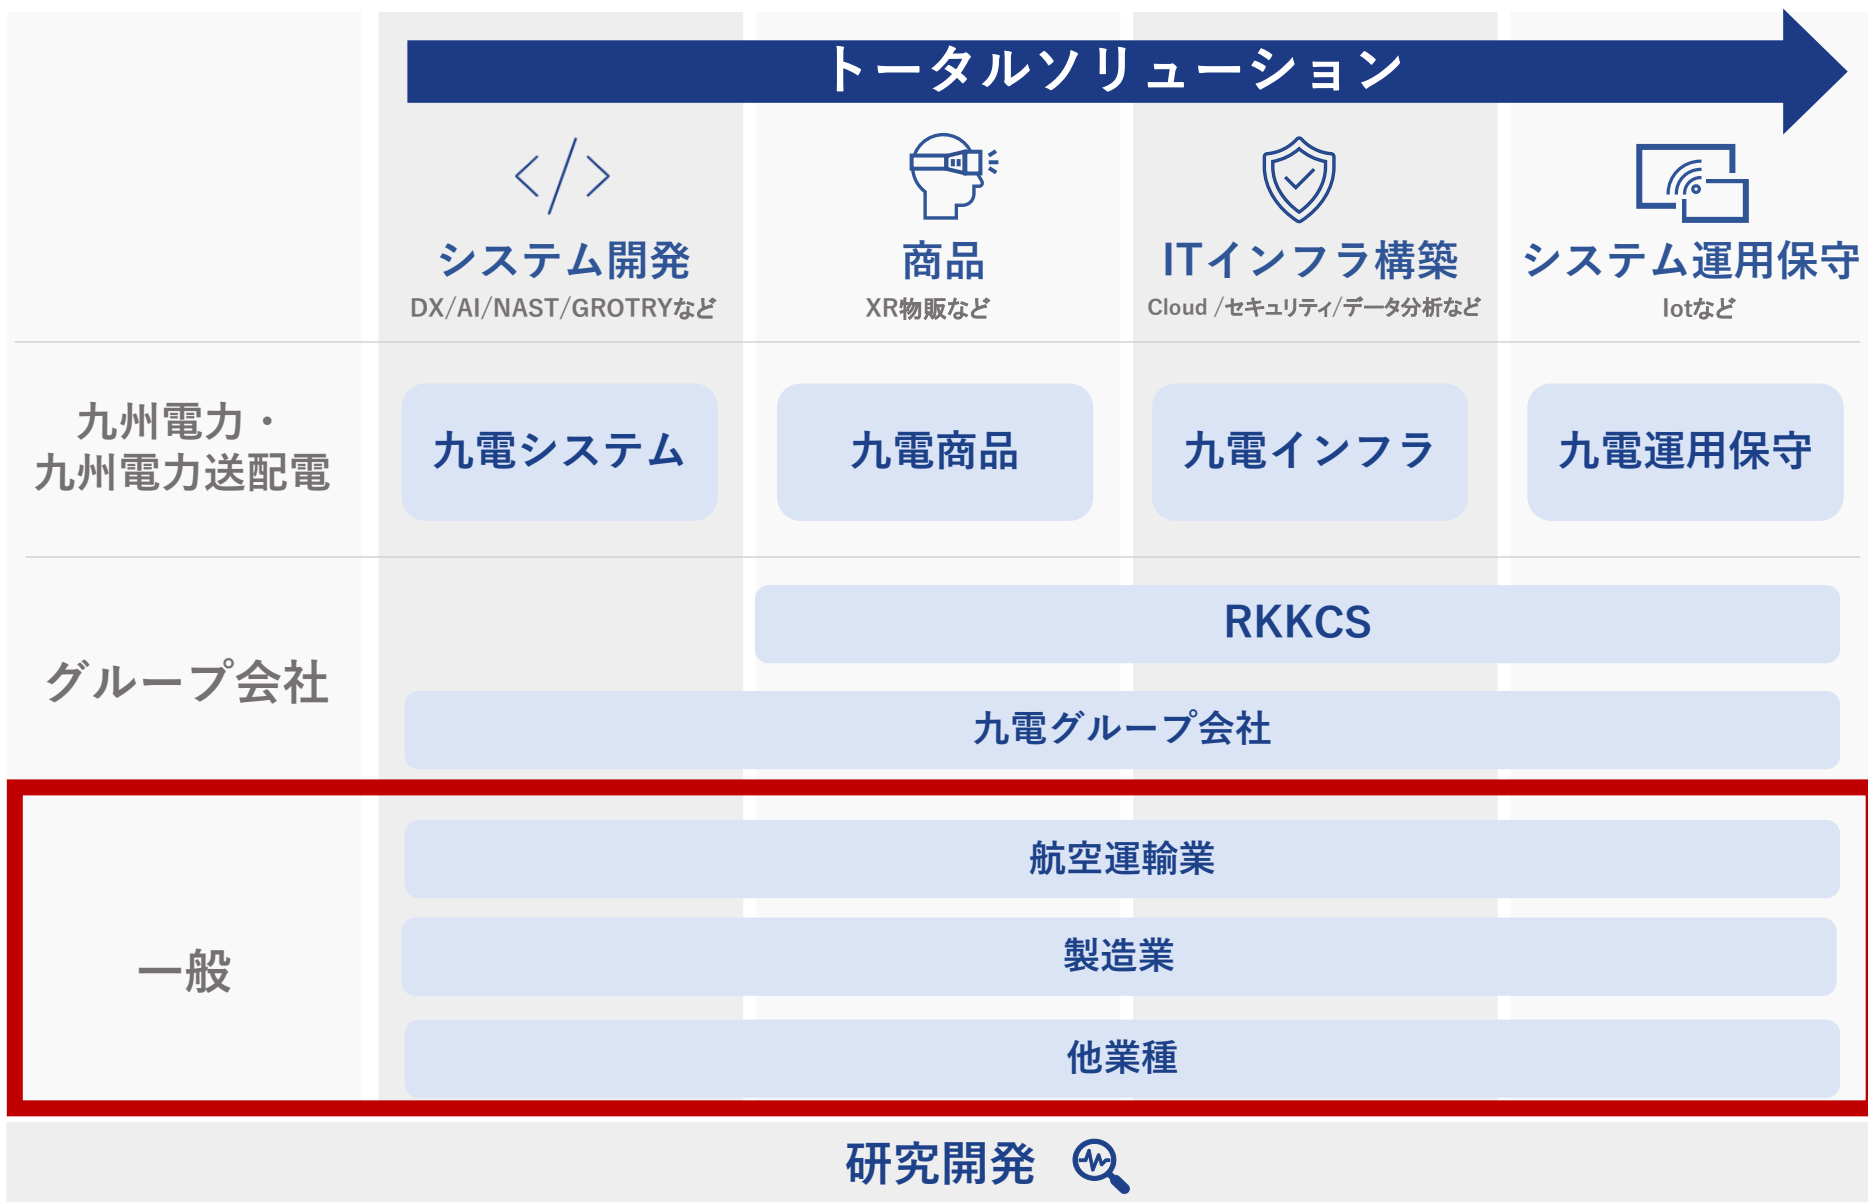 トータルソリューション
システム開発
DX/AI/NAST/GROTRYなど
商品
XR物販など
ITインフラ構築
Cloud /セキュリティ/データ分析など
システム運用保守
Iotなど
九州電力・
九州電力送配電
九電システム
九電商品
九電インフラ
九電運用保守
グループ会社
RKKCS
九電グループ会社
一般
航空運輸業
製造業
他業種
研究開発